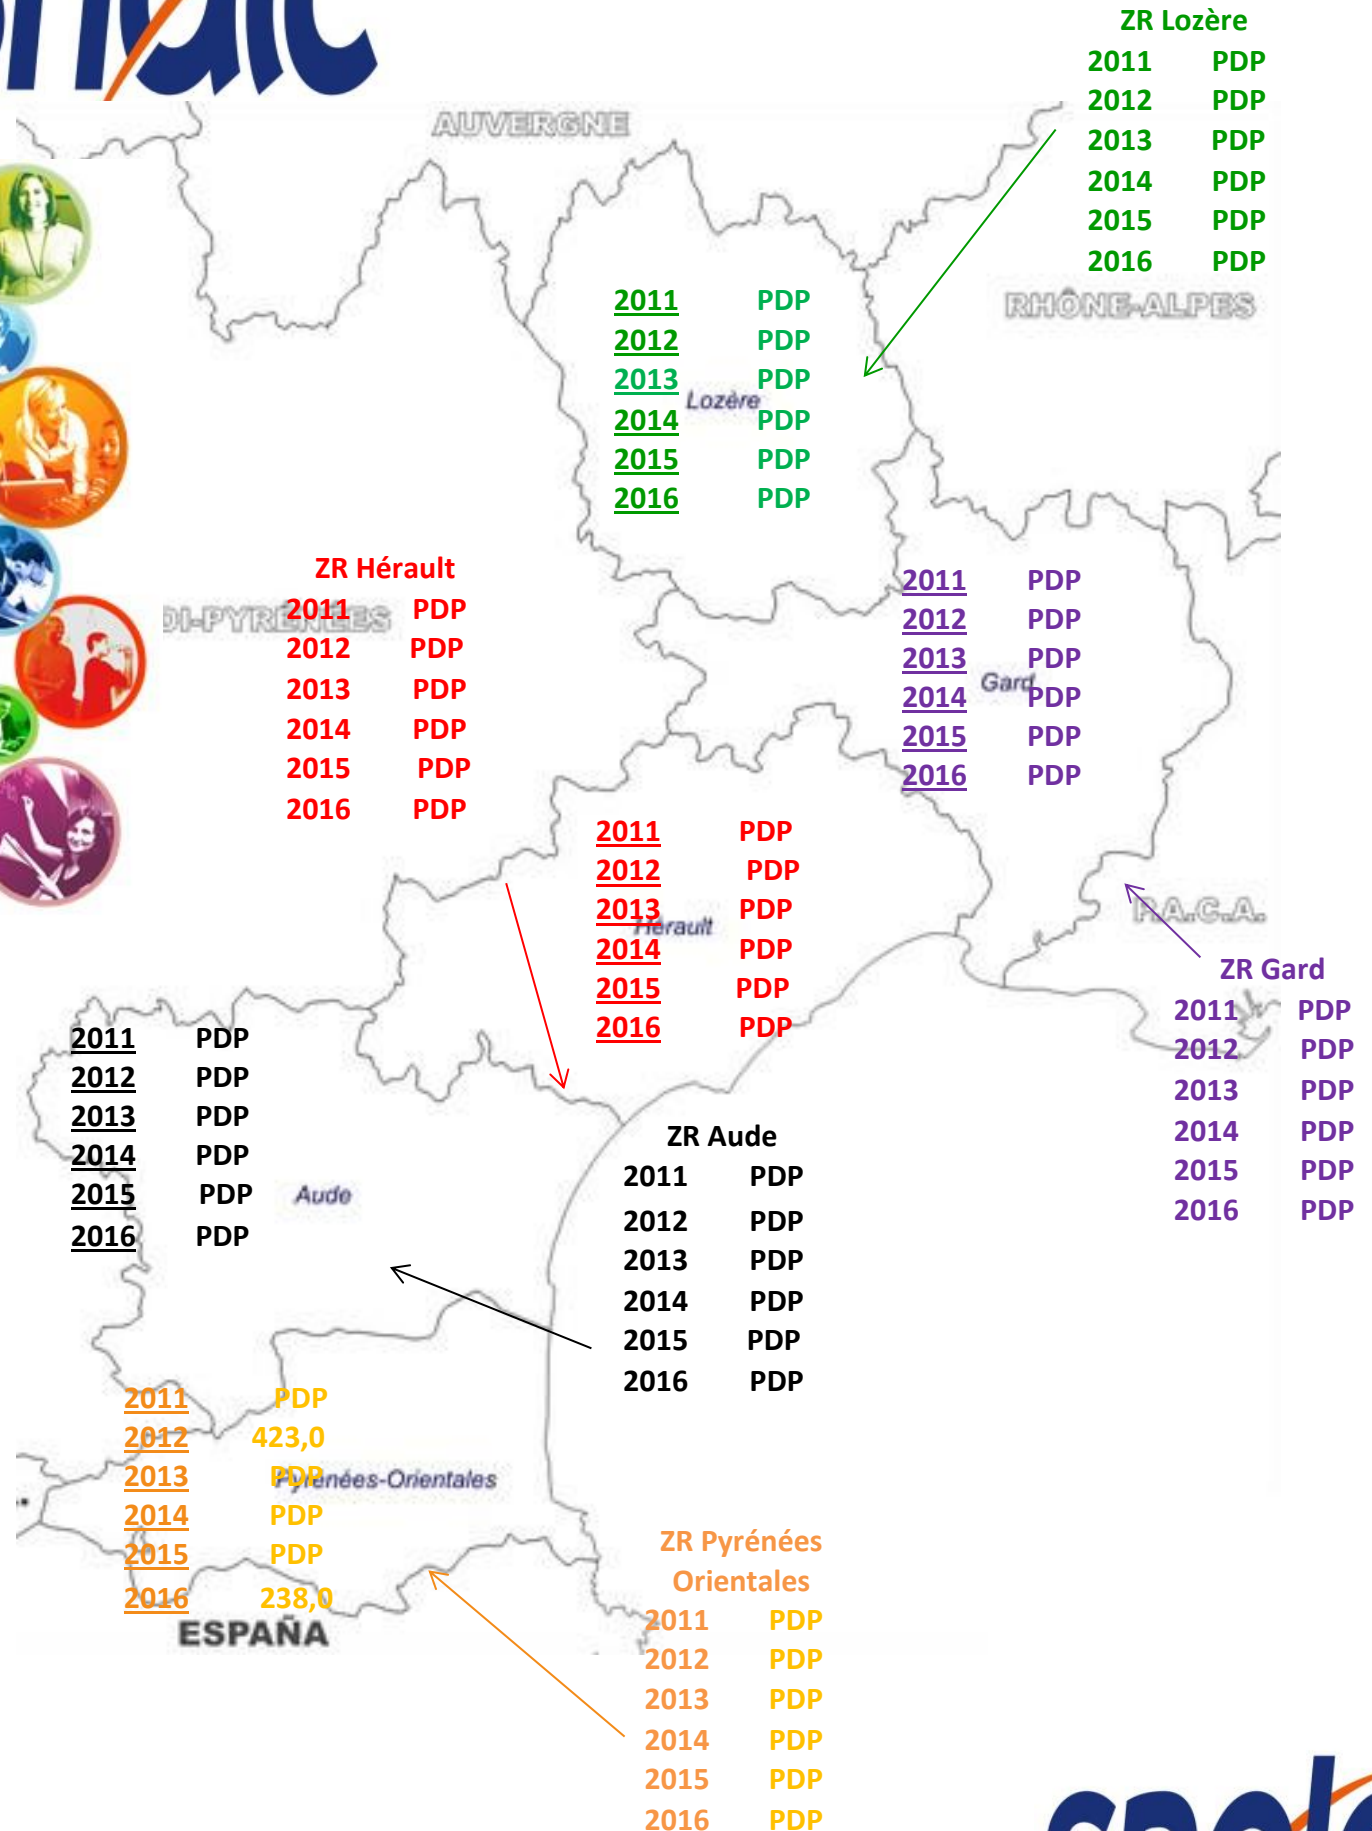 ZR Lozère
2011 PDP
2012 PDP
2013 PDP
2014 PDP
2015 PDP
2016 PDP
AUVERGNE
RHÔNE-ALPES
2011 PDP
2012 PDP
2013 PDP
Lozère
2014 PDP
2015 PDP
2016 PDP
ZR Hérault
2011 PDP
2012 PDP
2013 PDP
2014 PDP
2015 PDP
2016 PDP
DI-PYRÉNÉES
2011 PDP
2012 PDP
2013 PDP
Gard
2014 PDP
2015 PDP
2016 PDP
2011 PDP
2012 PDP
2013 PDP
Hérault
2014 PDP
2015 PDP
2016 PDP
P.A.C.A.
ZR Gard
2011 PDP
2012 PDP
2013 PDP
2014 PDP
2015 PDP
2016 PDP
2011 PDP
2012 PDP
2013 PDP
2014 PDP
2015 PDP
Aude
2016 PDP
ZR Aude
2011 PDP
2012 PDP
2013 PDP
2014 PDP
2015 PDP
2016 PDP
2011 PDP
2012 423,0
2013 PDP
Pyrénées-Orientales
2014 PDP
2015 PDP
2016 238,0
ESPAÑA
ZR Pyrénées
Orientales
2011 PDP
2012 PDP
2013 PDP
2014 PDP
2015 PDP
2016 PDP